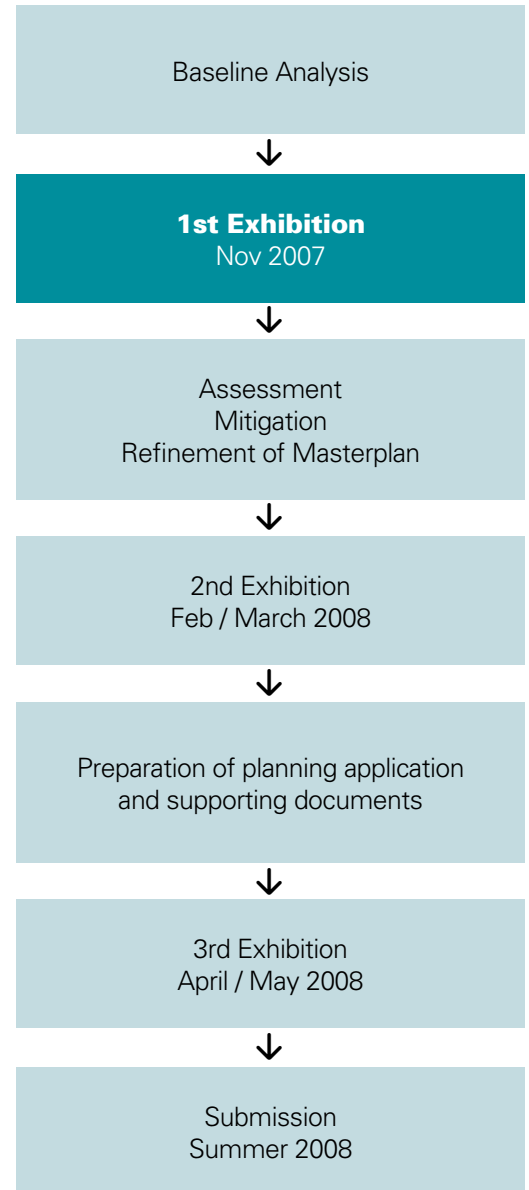 Baseline Analysis
1st Exhibition
Nov 2007
Assessment
Mitigation
Refinement of Masterplan
2nd Exhibition
Feb / March 2008
Preparation of planning application
and supporting documents
3rd Exhibition
April / May 2008
Submission
Summer 2008